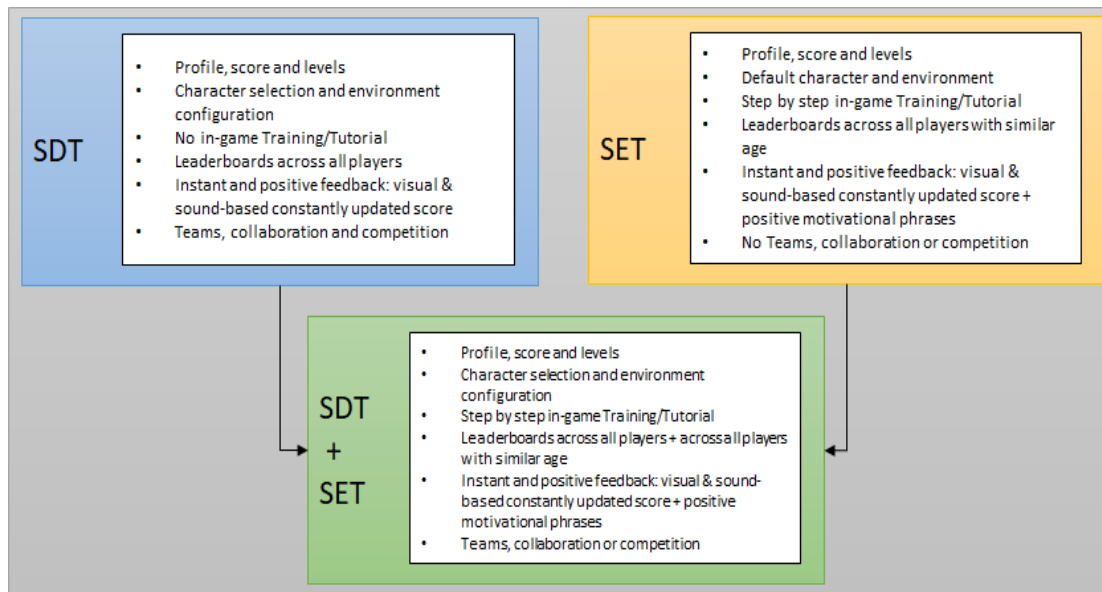 SDT
• Profile, score and levels
• Character selection and environment
configuration
• No in-game Training/Tutorial
• Leaderboards across all players
• Instant and positive feedback: visual &
sound-based constantly updated score
• Teams, collaboration and competition
SET
• Profile, score and levels
• Default character and environment
• Step by step in-game Training/Tutorial
• Leaderboards across all players with similar
age
• Instant and positive feedback: visual &
sound-based constantly updated score +
positive motivational phrases
• No Teams, collaboration or competition
SDT
+
SET
• Profile, score and levels
• Character selection and environment
configuration
• Step by step in-game Training/Tutorial
• Leaderboards across all players + across all players
with similar age
• Instant and positive feedback: visual & sound-
based constantly updated score + positive
motivational phrases
• Teams, collaboration or competition